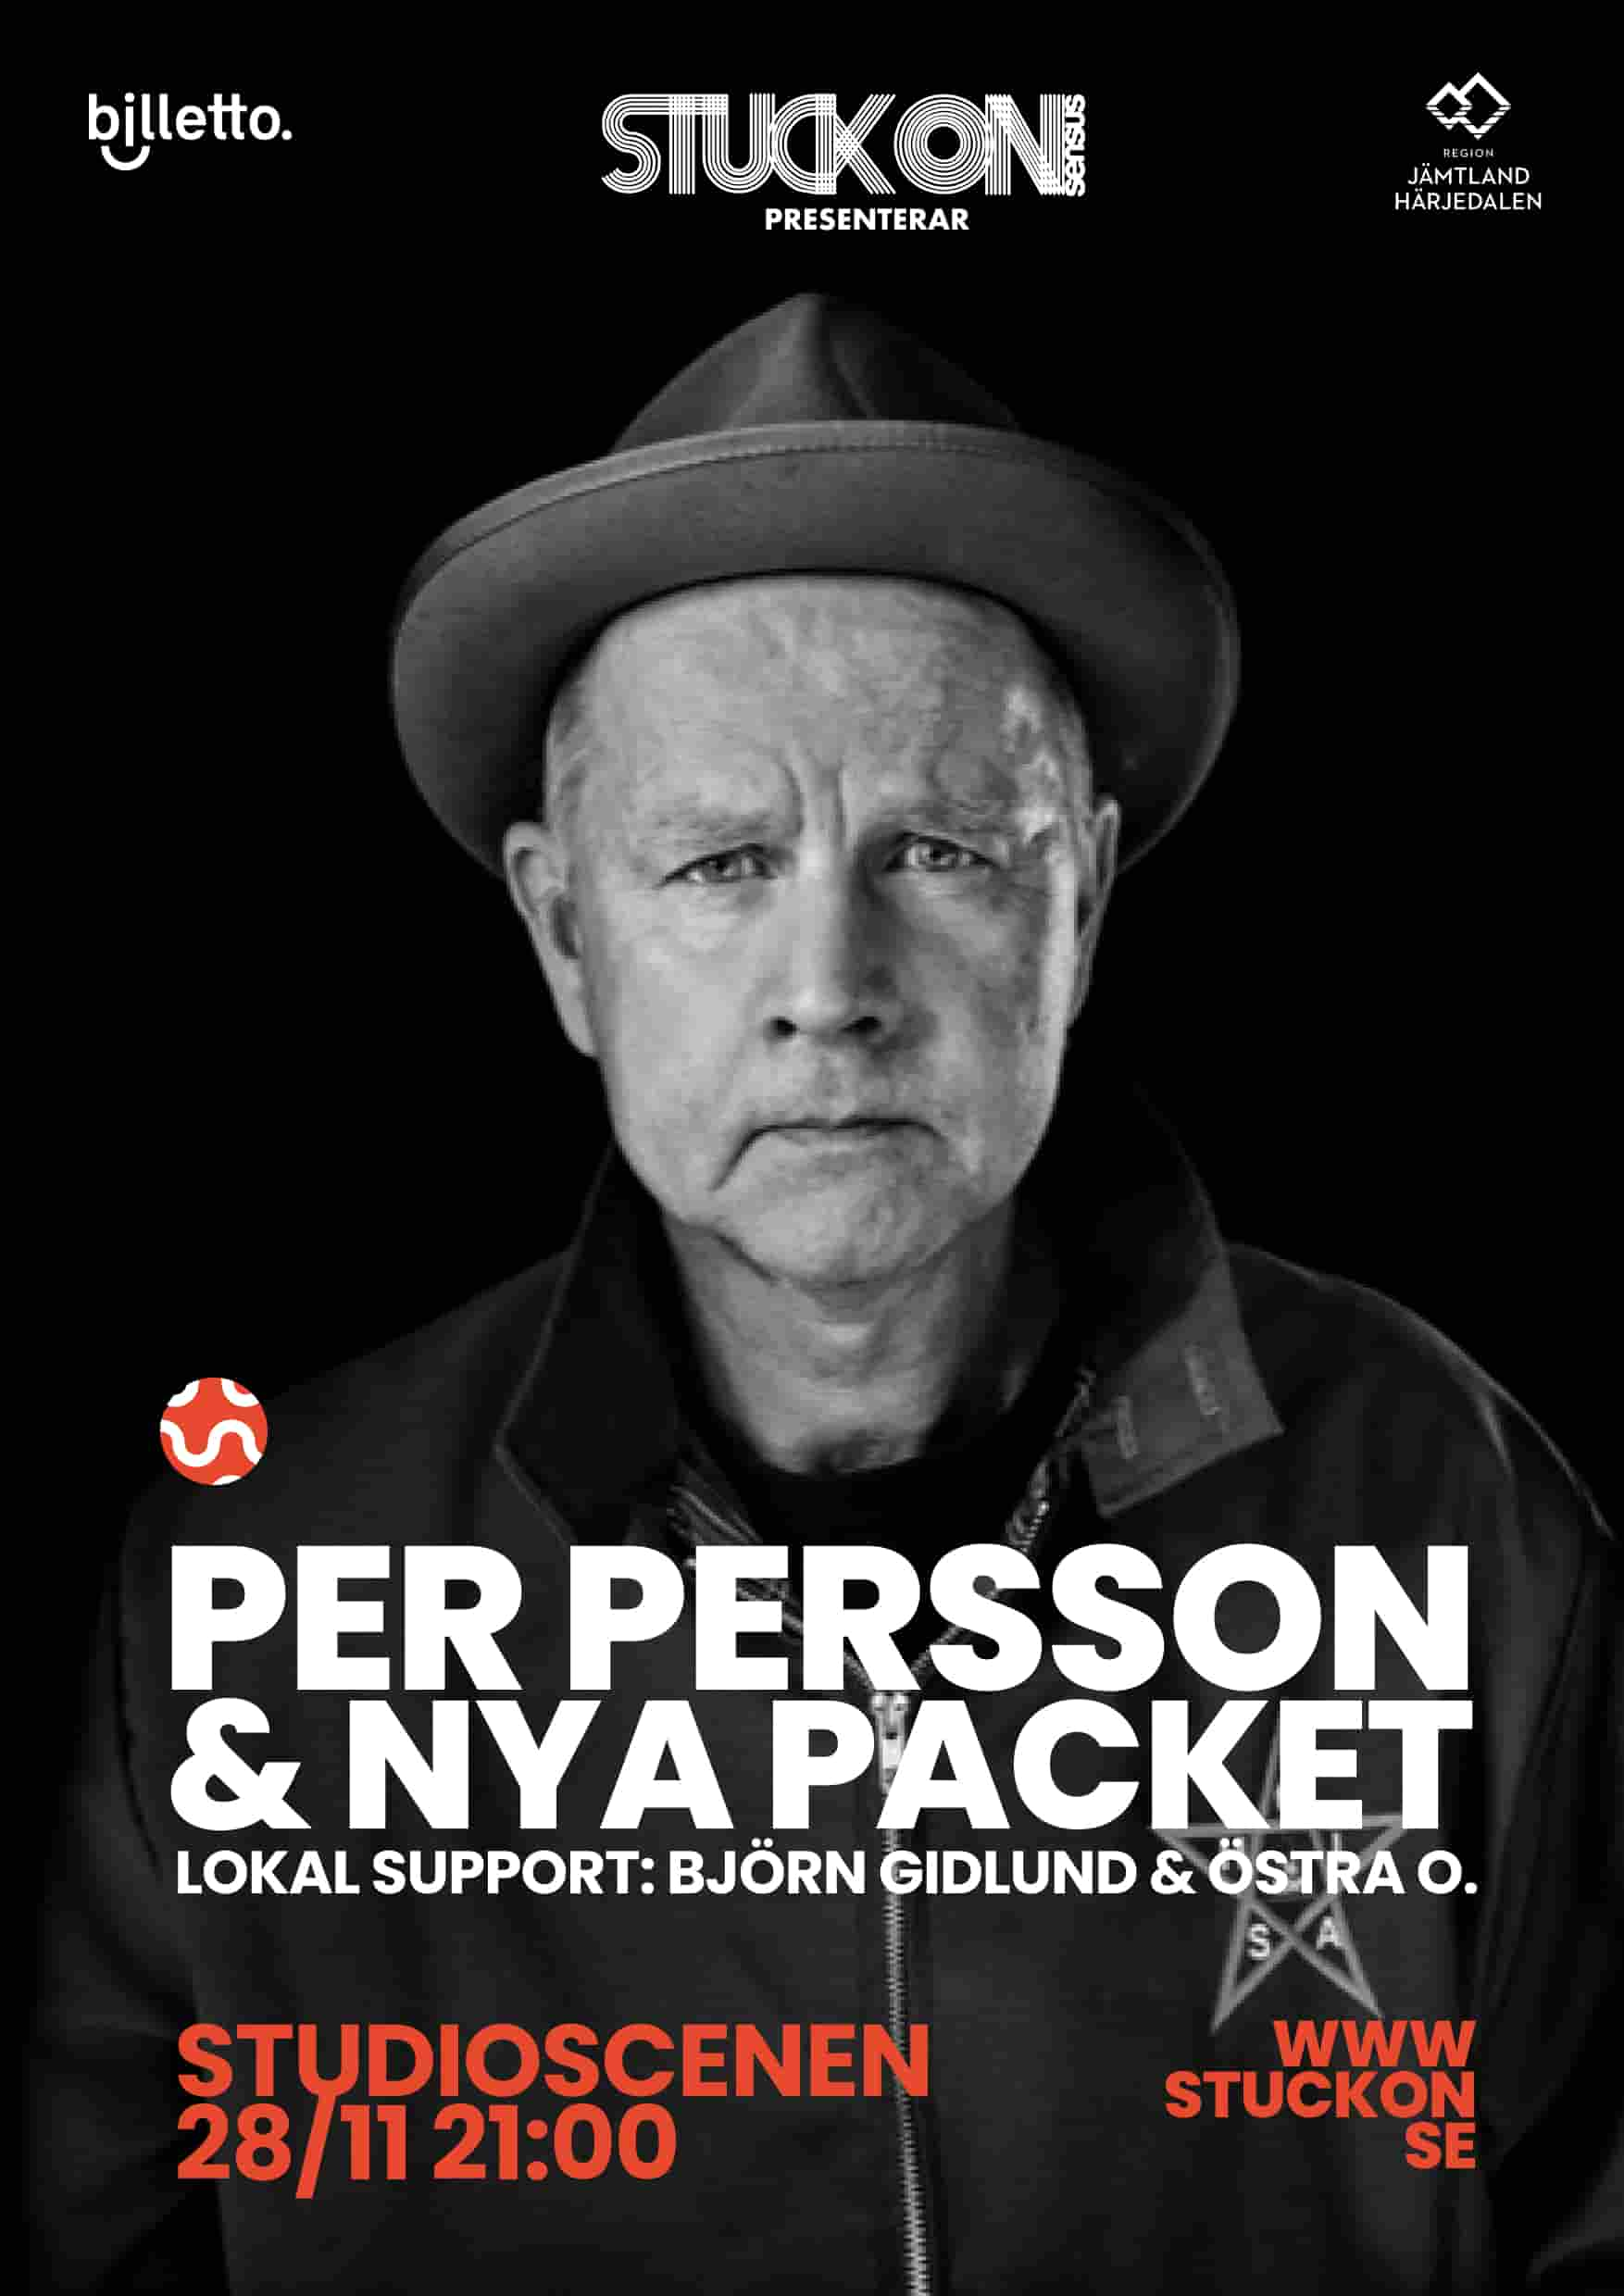 billetto.
STUCK ON
sensus
PRESENTERAR
REGION
JÄMTLAND
HÄRJEDALEN
PER PERSSON
& NYA PACKET
LOKAL SUPPORT: BJÖRN GIDLUND & ÖSTRA O.
S A
STUDIOSCENEN
28/11 21:00
WWW
STUCKON
SE